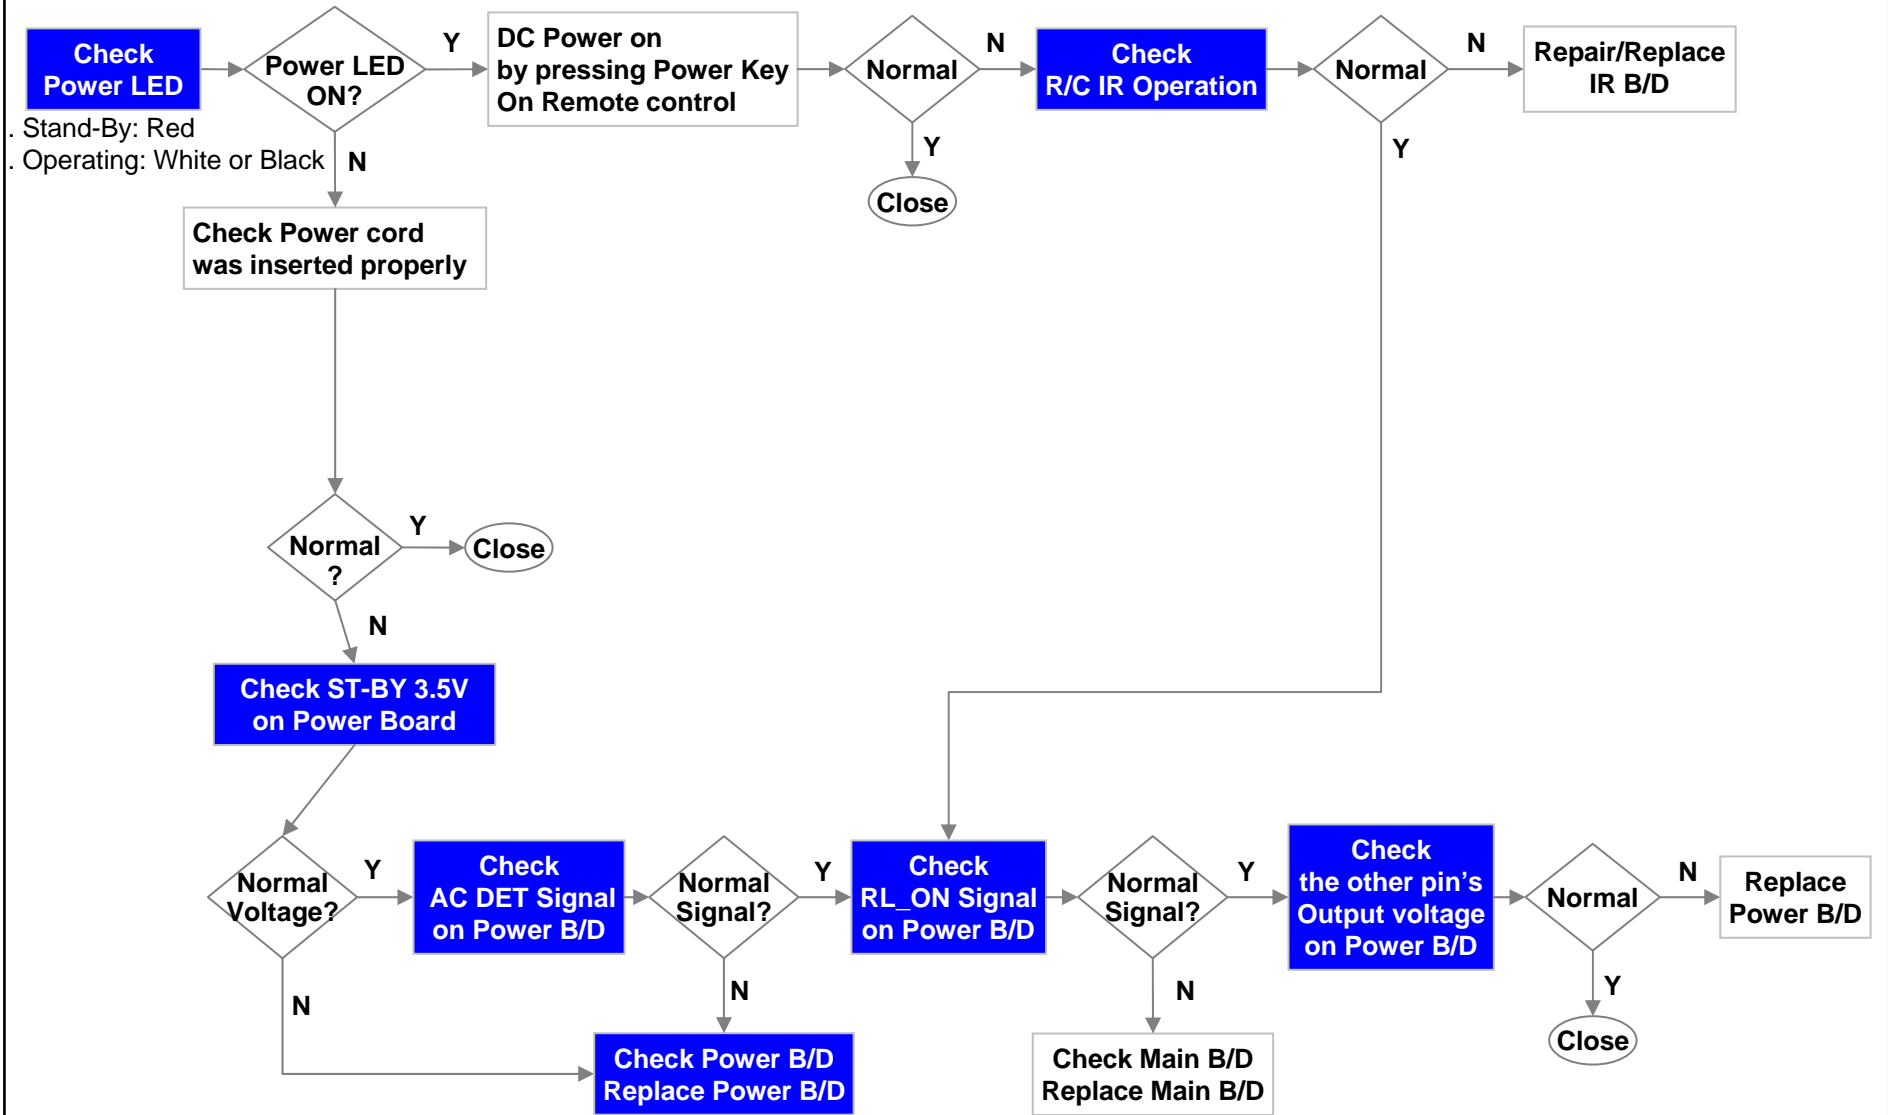 Check
Power LED
Power LED
ON?
Y
DC Power on
by pressing Power Key
On Remote control
Normal
N
Check
R/C IR Operation
Normal
N
Repair/Replace
IR B/D
. Stand-By: Red
. Operating: White or Black
N
Y
Close
Y
Check Power cord
was inserted properly
Normal
?
Y
Close
N
Check ST-BY 3.5V
on Power Board
Normal
Voltage?
Y
Check
AC DET Signal
on Power B/D
Normal
Signal?
Y
Check
RL_ON Signal
on Power B/D
Normal
Signal?
Y
Check
the other pin’s
Output voltage
on Power B/D
Normal
N
Replace
Power B/D
N
N
N
Y
Close
Check Power B/D
Replace Power B/D
Check Main B/D
Replace Main B/D